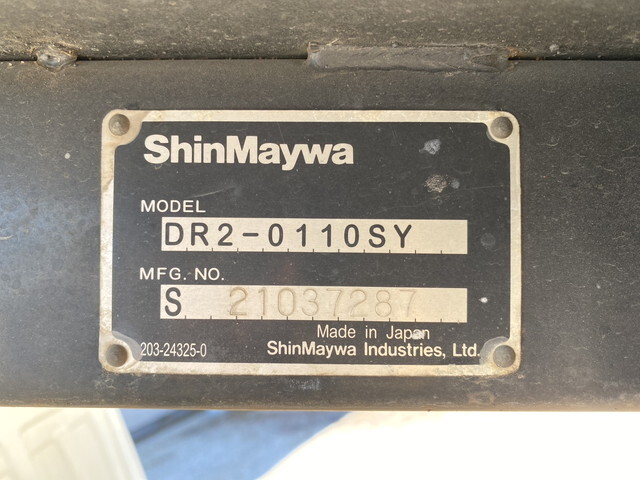 ShinMaywa
MODEL
DR2-0110SY
MFG. NO.
S 21037287
Made in Japan
203-24325-0 ShinMaywa Industries, Ltd.